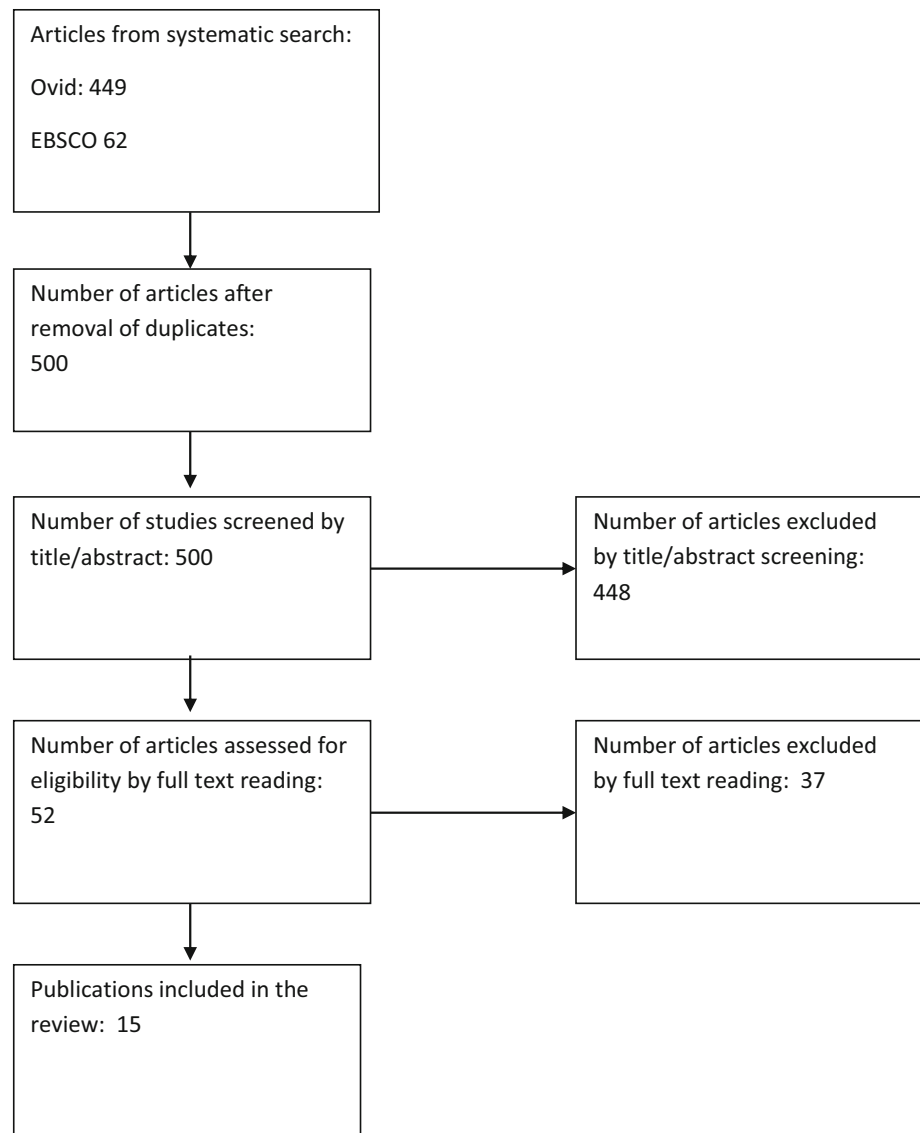 Articles from systematic search:
Ovid: 449
EBSCO 62
Number of articles after
removal of duplicates:
500
Number of studies screened by
title/abstract: 500
Number of articles excluded
by title/abstract screening:
448
Number of articles assessed for
eligibility by full text reading:
52
Number of articles excluded
by full text reading: 37
Publications included in the
review: 15